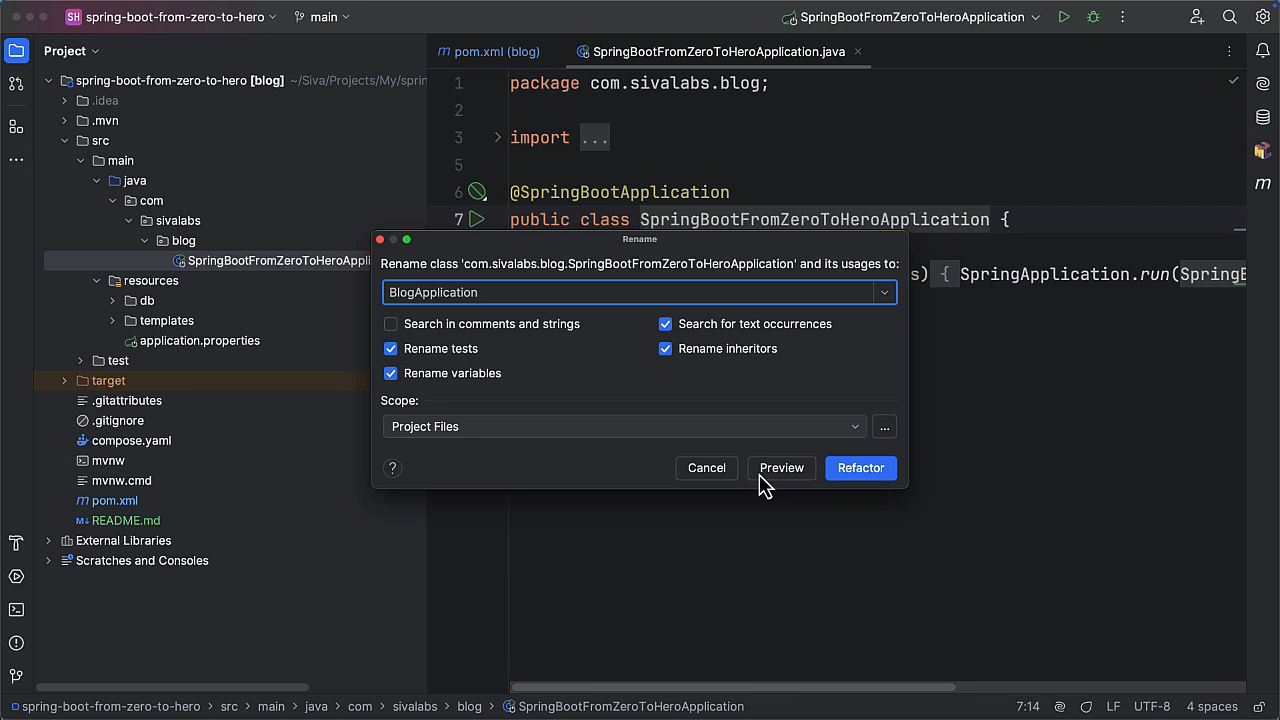 SH spring-boot-from-zero-to-hero main SpringBootFromZeroToHeroApplication
Project
spring-boot-from-zero-to-hero [blog] ~/Siva/Projects/My/sprin
.idea
.mvn
src
main
java
com
sivalabs
blog
SpringBootFromZeroToHeroAppli
resources
db
templates
application.properties
test
target
.gitattributes
.gitignore
compose.yaml
mvnw
mvnw.cmd
m pom.xml
M↓ README.md
External Libraries
Scratches and Consoles
m pom.xml (blog) SpringBootFromZeroToHeroApplication.java
1 package com.sivalabs.blog;
2
3 import ...
5
6 @SpringBootApplication
7 public class SpringBootFromZeroToHeroApplication {
s) { SpringApplication.run(SpringB
m
Rename
Rename class 'com.sivalabs.blog.SpringBootFromZeroToHeroApplication' and its usages to:
BlogApplication
Search in comments and strings Search for text occurrences
Rename tests Rename inheritors
Rename variables
Scope:
Project Files ...
? Cancel Preview Refactor
spring-boot-from-zero-to-hero > src > main > java > com > sivalabs > blog > SpringBootFromZeroToHeroApplication 7:14 LF UTF-8 4 spaces